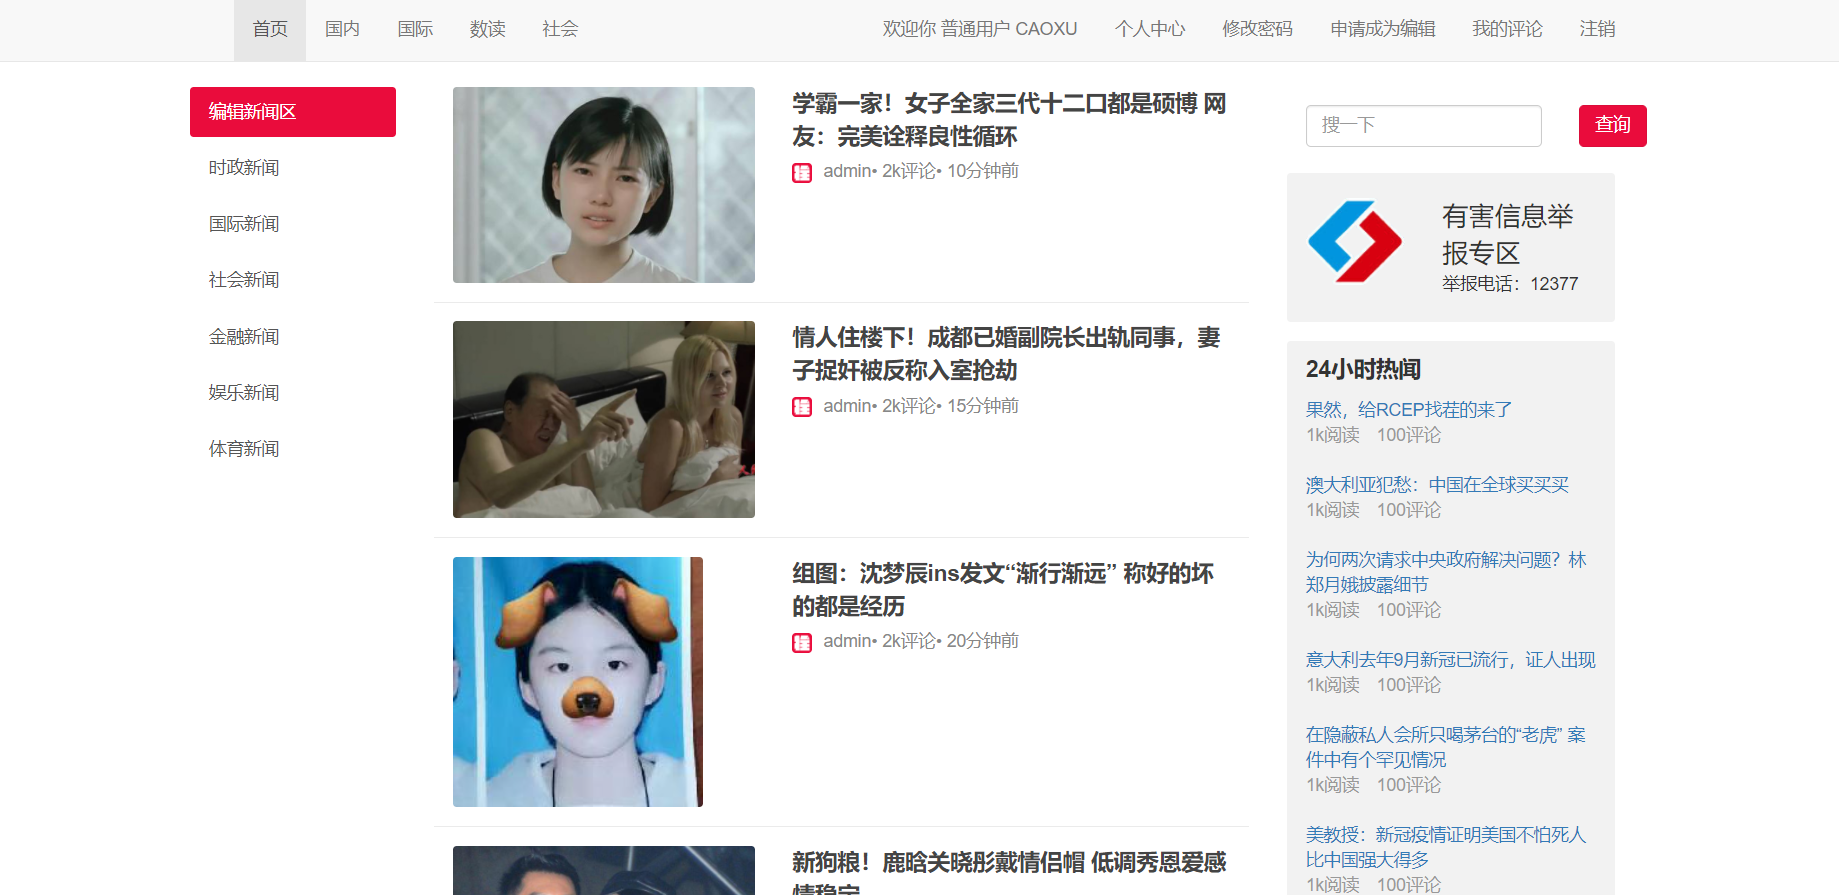 首页 国内 国际 数读 社会 欢迎你 普通用户 CAOXU 个人中心 修改密码 申请成为编辑 我的评论 注销
编辑新闻区
时政新闻
国际新闻
社会新闻
金融新闻
娱乐新闻
体育新闻
学霸一家！女子全家三代十二口都是硕博 网
友：完美诠释良性循环
admin• 2k评论• 10分钟前
情人住楼下！成都已婚副院长出轨同事，妻
子捉奸被反称入室抢劫
admin• 2k评论• 15分钟前
组图：沈梦辰ins发文“渐行渐远” 称好的坏
的都是经历
admin• 2k评论• 20分钟前
新狗粮！鹿晗关晓彤戴情侣帽 低调秀恩爱感
情稳定
搜一下 查询
有害信息举
报专区
举报电话：12377
24小时热闻
果然，给RCEP找茬的来了
1k阅读 100评论
澳大利亚犯愁：中国在全球买买买
1k阅读 100评论
为何两次请求中央政府解决问题？林
郑月娥披露细节
1k阅读 100评论
意大利去年9月新冠已流行，证人出现
1k阅读 100评论
在隐蔽私人会所只喝茅台的“老虎” 案
件中有个罕见情况
1k阅读 100评论
美教授：新冠疫情证明美国不怕死人
比中国强大得多
1k阅读 100评论